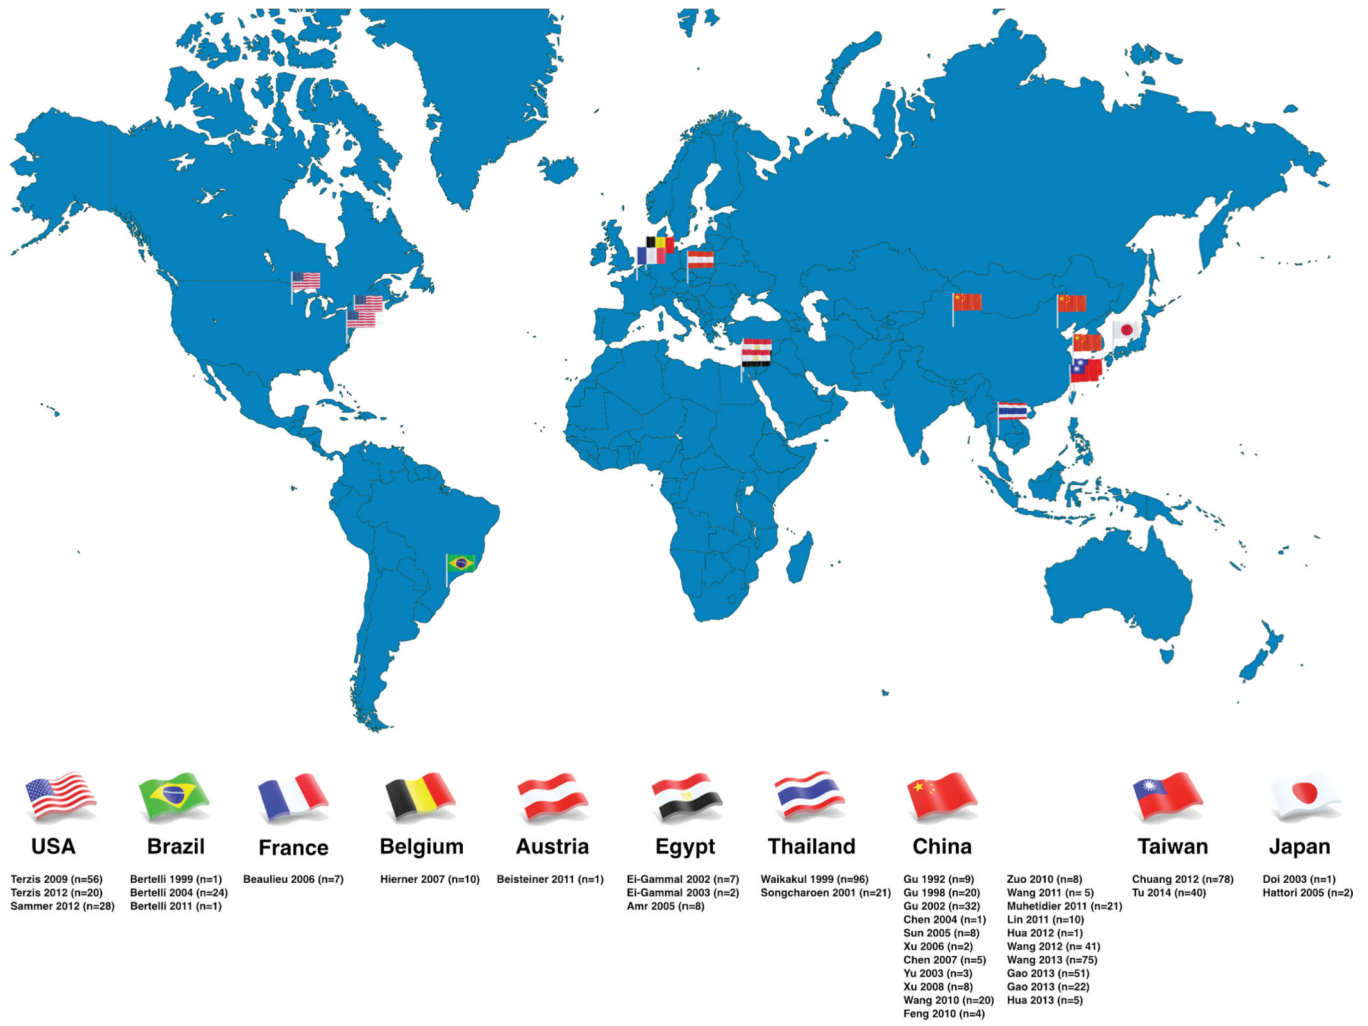 USA
Terzis 2009 (n=56)
Terzis 2012 (n=20)
Sammer 2012 (n=28)
Brazil
Bertelli 1999 (n=1)
Bertelli 2004 (n=24)
Bertelli 2011 (n=1)
France
Beaulieu 2006 (n=7)
Belgium
Hierner 2007 (n=10)
Austria
Beisteiner 2011 (n=1)
Egypt
Ei-Gammal 2002 (n=7)
Ei-Gammal 2003 (n=2)
Amr 2005 (n=8)
Thailand
Waikakul 1999 (n=96)
Songcharoen 2001 (n=21)
China
Gu 1992 (n=9)
Gu 1998 (n=20)
Gu 2002 (n=32)
Chen 2004 (n=1)
Sun 2005 (n=8)
Xu 2006 (n=2)
Chen 2007 (n=5)
Yu 2003 (n=3)
Xu 2008 (n=8)
Wang 2010 (n=20)
Feng 2010 (n=4)
Zuo 2010 (n=8)
Wang 2011 (n= 5)
Muhetidier 2011 (n=21)
Lin 2011 (n=10)
Hua 2012 (n=1)
Wang 2012 (n= 41)
Wang 2013 (n=75)
Gao 2013 (n=51)
Gao 2013 (n=22)
Hua 2013 (n=5)
Taiwan
Chuang 2012 (n=78)
Tu 2014 (n=40)
Japan
Doi 2003 (n=1)
Hattori 2005 (n=2)